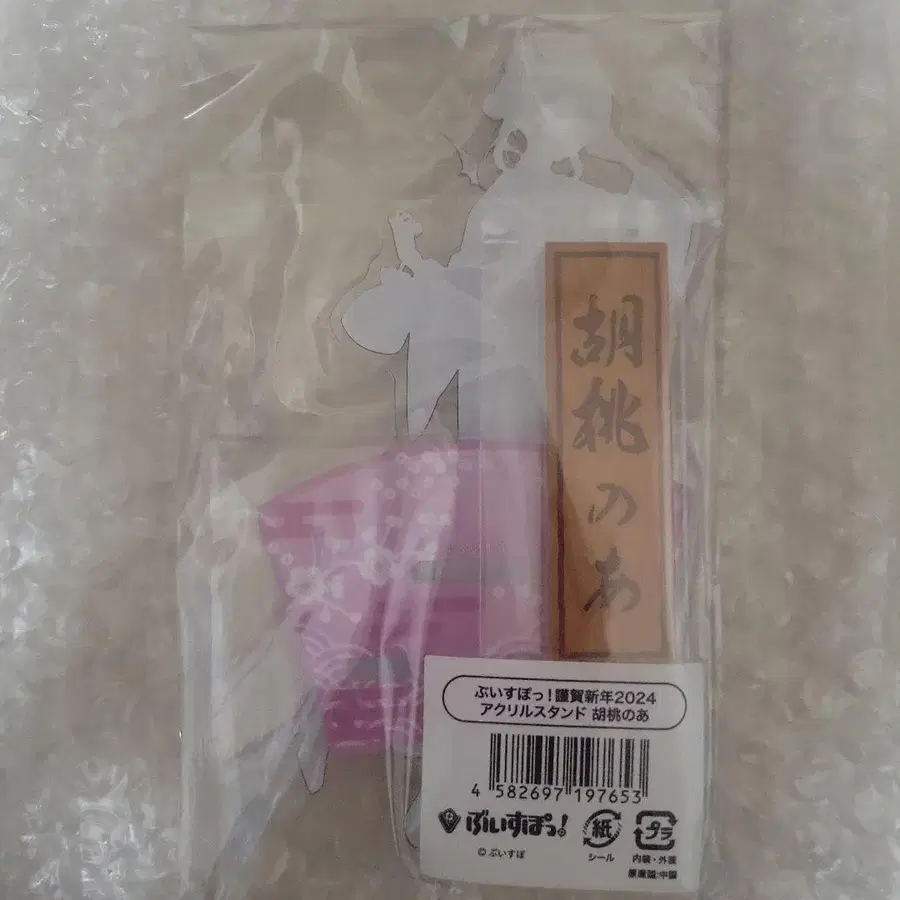 胡桃のあ
ぶいすぽっ!謹賀新年2024
アクリルスタンド 胡桃のあ
4 582697 197653
ぶいすぽっ!
©ぶいすぽ
紙
シール
プラ
内装・外装
原産国:中国